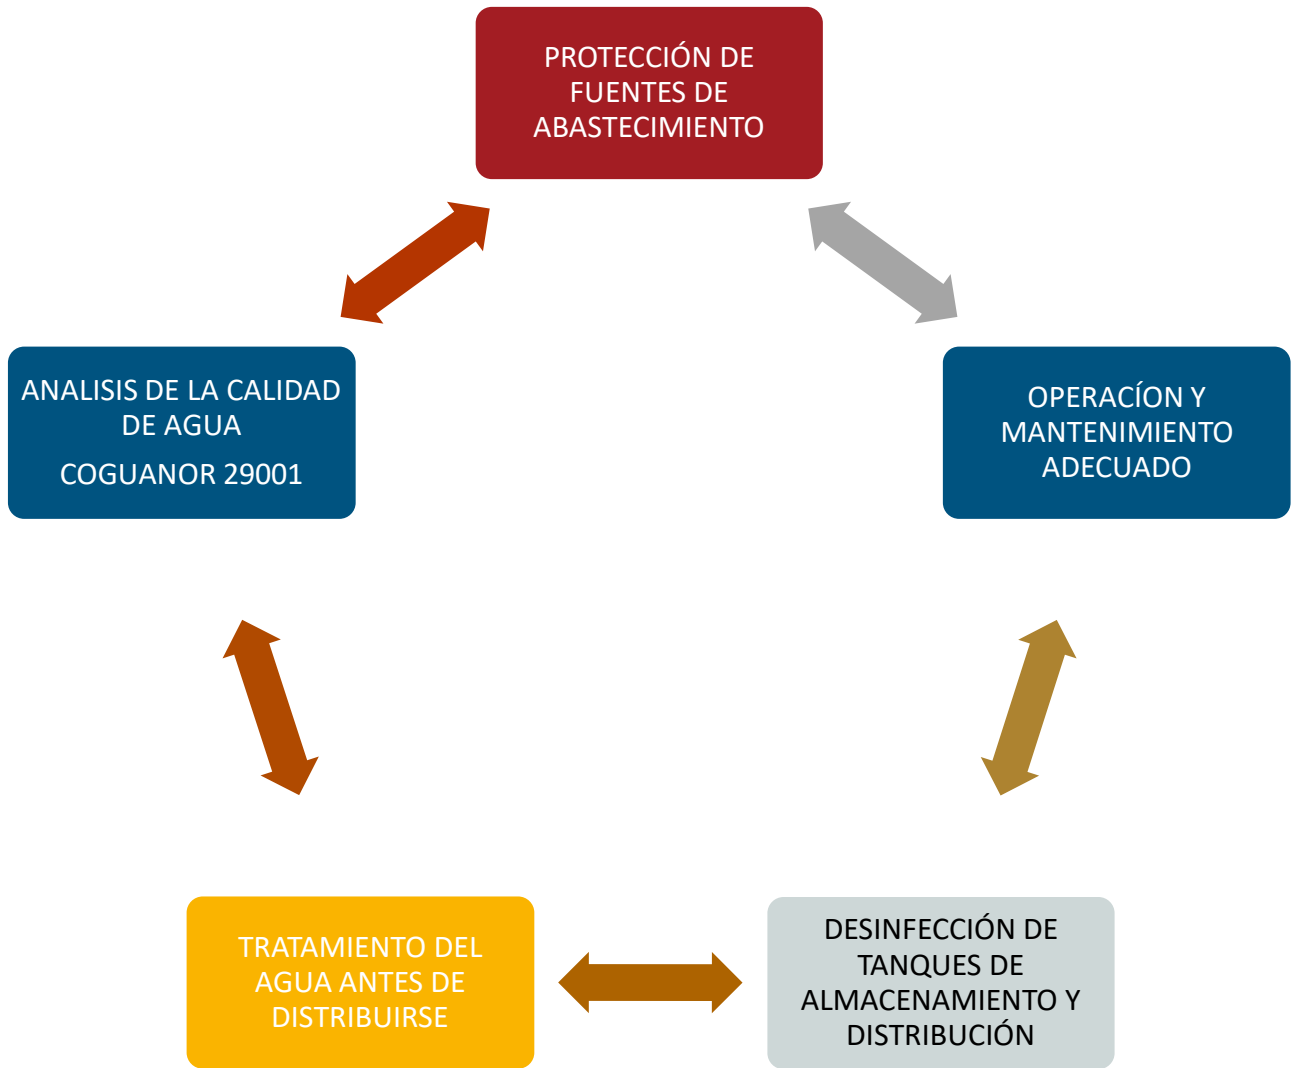 PROTECCIÓN DE
FUENTES DE
ABASTECIMIENTO
ANALISIS DE LA CALIDAD
DE AGUA
COGUANOR 29001
OPERACÍON Y
MANTENIMIENTO
ADECUADO
TRATAMIENTO DEL
AGUA ANTES DE
DISTRIBUIRSE
DESINFECCIÓN DE
TANQUES DE
ALMACENAMIENTO Y
DISTRIBUCIÓN